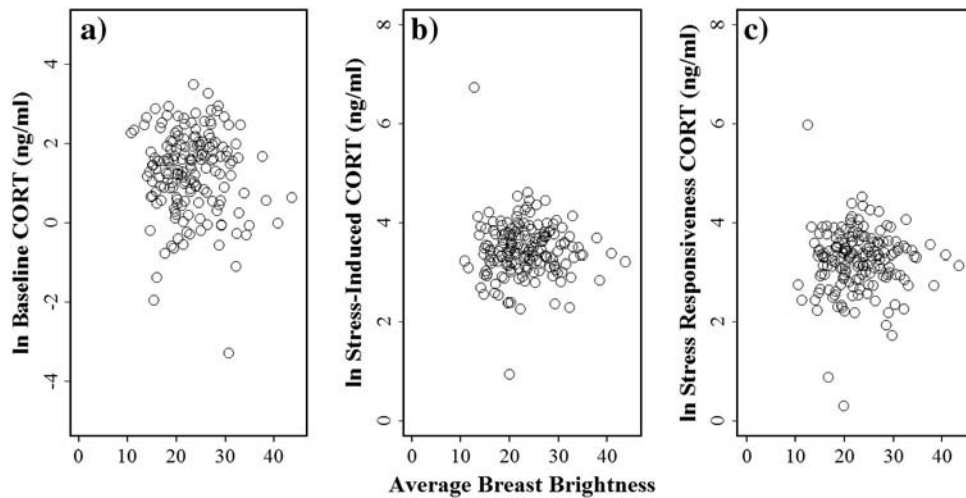 a)
ln Baseline CORT (ng/ml)
4
2
0
-2
-4
0 10 20 30 40
b)
ln Stress-Induced CORT (ng/ml)
8
6
4
2
0
0 10 20 30 40
c)
ln Stress Responsiveness CORT (ng/ml)
8
6
4
2
0
0 10 20 30 40
Average Breast Brightness